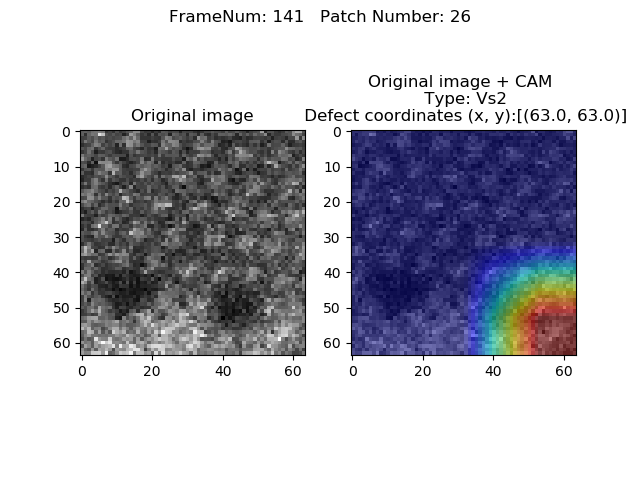 FrameNum: 141   Patch Number: 26
Original image
0
10
20
30
40
50
60
0 20 40 60
Original image + CAM
Type: Vs2
Defect coordinates (x, y):[(63.0, 63.0)]
0
10
20
30
40
50
60
0 20 40 60